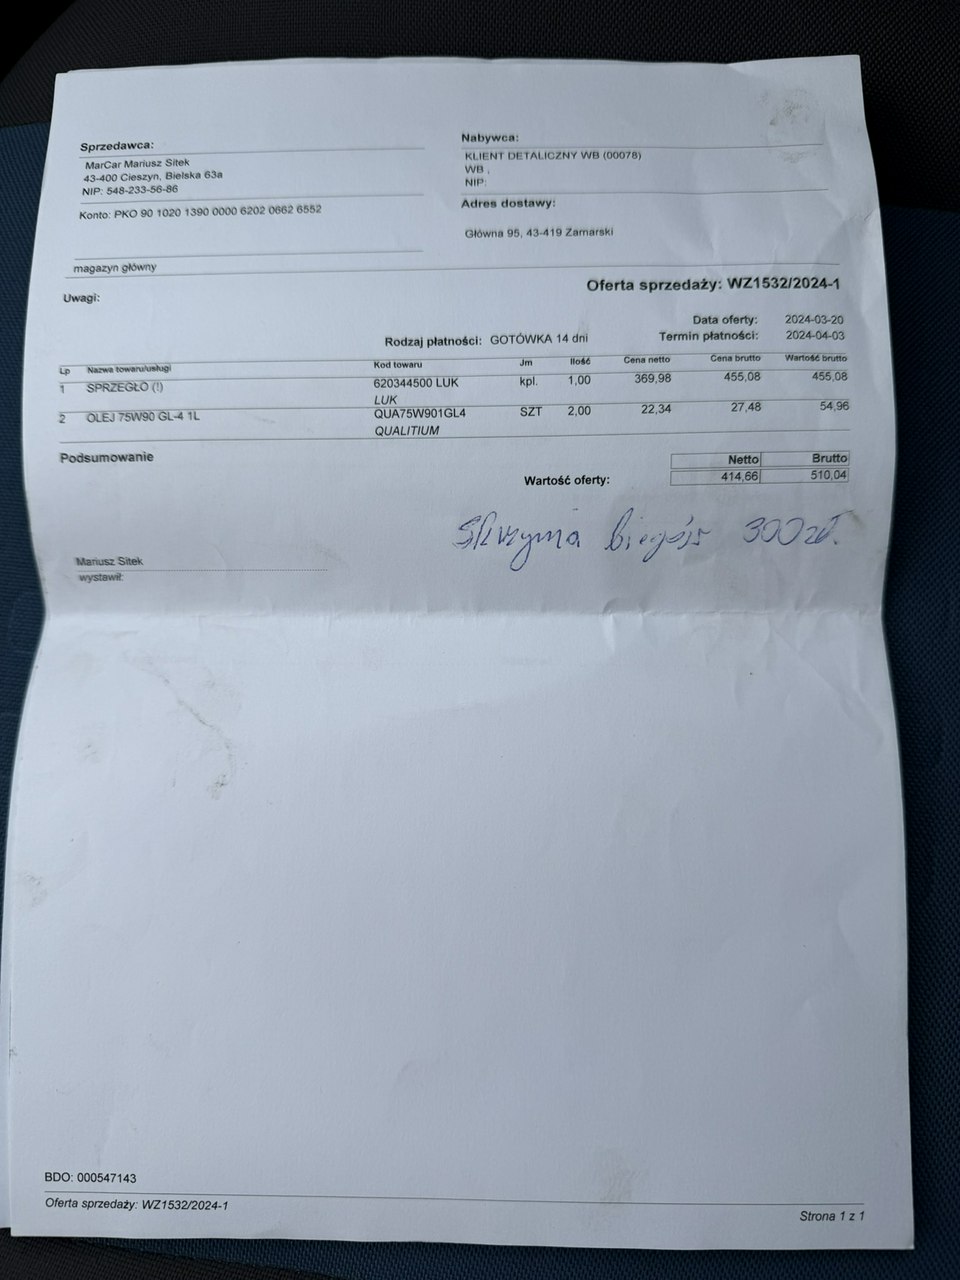 Sprzedawca:
MarCar Mariusz Sitek
43-400 Cieszyn, Bielska 63a
NIP: 548-233-56-86
Konto: PKO 90 1020 1390 0000 6202 0662 6552
Nabywca:
KLIENT DETALICZNY WB (00078)
WB ,
NIP:
Adres dostawy:
Główna 95, 43-419 Zamarski
magazyn główny
Oferta sprzedaży: WZ1532/2024-1
Uwagi:
Data oferty: 2024-03-20
Rodzaj płatności: GOTÓWKA 14 dni Termin płatności: 2024-04-03
Lp Nazwa towaru/usługi Kod towaru Jm Ilość Cena netto Cena brutto Wartość brutto
1 SPRZĘGŁO (!) 620344500 LUK kpl. 1,00 369,98 455,08 455,08
LUK
2 OLEJ 75W90 GL-4 1L QUA75W901GL4 SZT 2,00 22,34 27,48 54,96
QUALITIUM
Podsumowanie
Netto Brutto
Wartość oferty: 414,66 510,04
Skrzynia biegów 300 zł.
Mariusz Sitek
wystawił:
BDO: 000547143
Oferta sprzedaży: WZ1532/2024-1
Strona 1 z 1